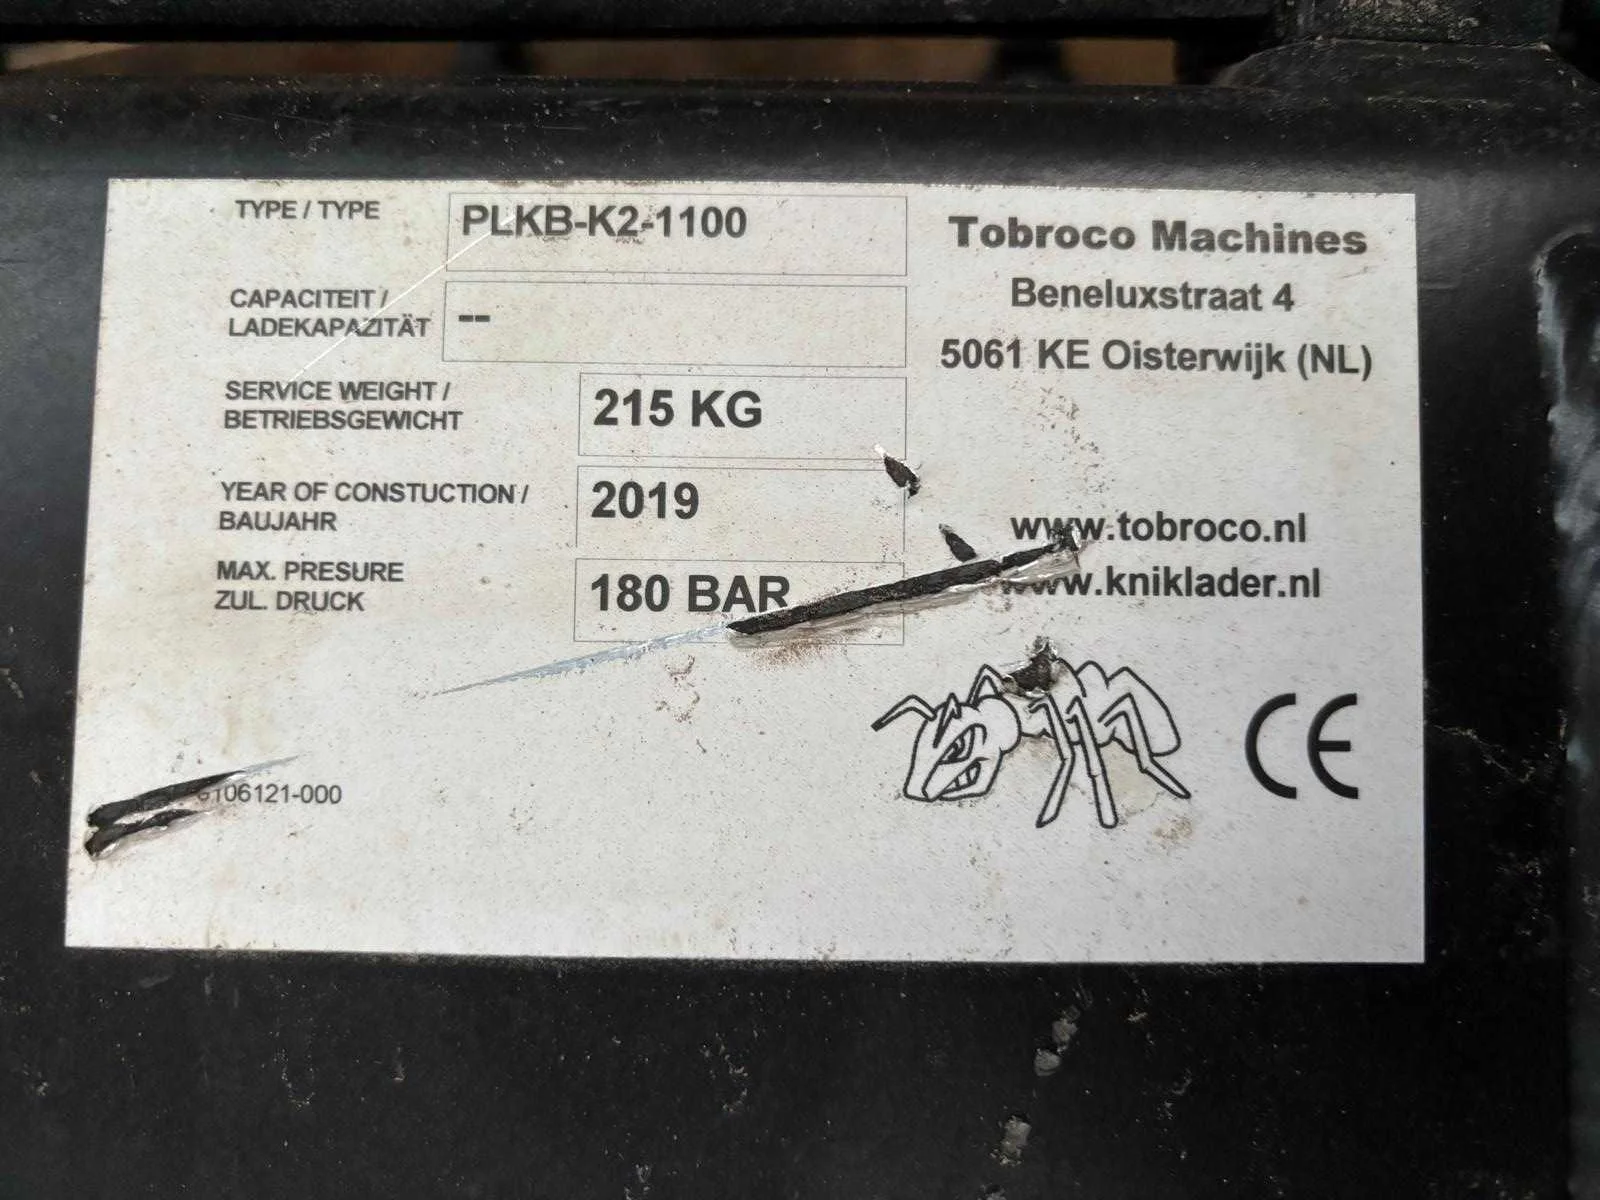 TYPE / TYPE
PLKB-K2-1100
CAPACITEIT /
LADEKAPAZITÄT
--
SERVICE WEIGHT /
BETRIEBSGEWICHT
215 KG
YEAR OF CONSTUCTION /
BAUJAHR
2019
MAX. PRESURE
ZUL. DRUCK
180 BAR
Tobroco Machines
Beneluxstraat 4
5061 KE Oisterwijk (NL)
www.tobroco.nl
www.kniklader.nl
CE